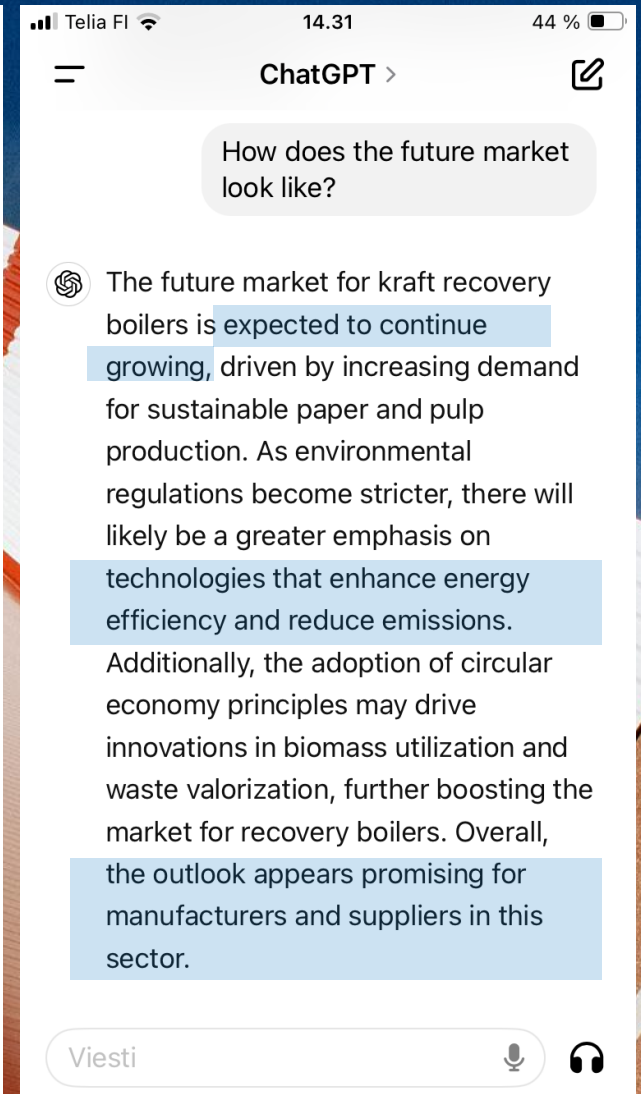 Telia FI 14.31 44 %
ChatGPT >
How does the future market
look like?
The future market for kraft recovery
boilers is expected to continue
growing, driven by increasing demand
for sustainable paper and pulp
production. As environmental
regulations become stricter, there will
likely be a greater emphasis on
technologies that enhance energy
efficiency and reduce emissions.
Additionally, the adoption of circular
economy principles may drive
innovations in biomass utilization and
waste valorization, further boosting the
market for recovery boilers. Overall,
the outlook appears promising for
manufacturers and suppliers in this
sector.
Viesti